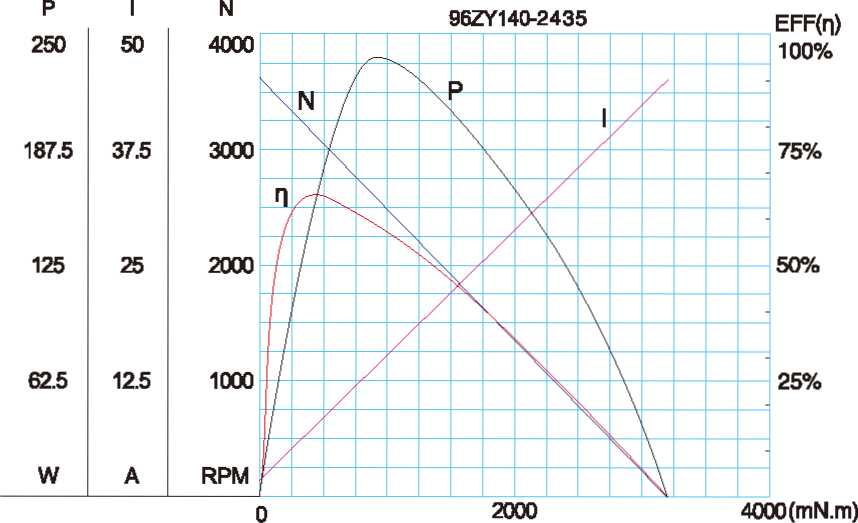 P I N 96ZY140-2435 EFF(η)
250 50 4000 100%
N P I
187.5 37.5 3000 75%
η
125 25 2000 50%
62.5 12.5 1000 25%
W A RPM
0 2000 4000(mN.m)